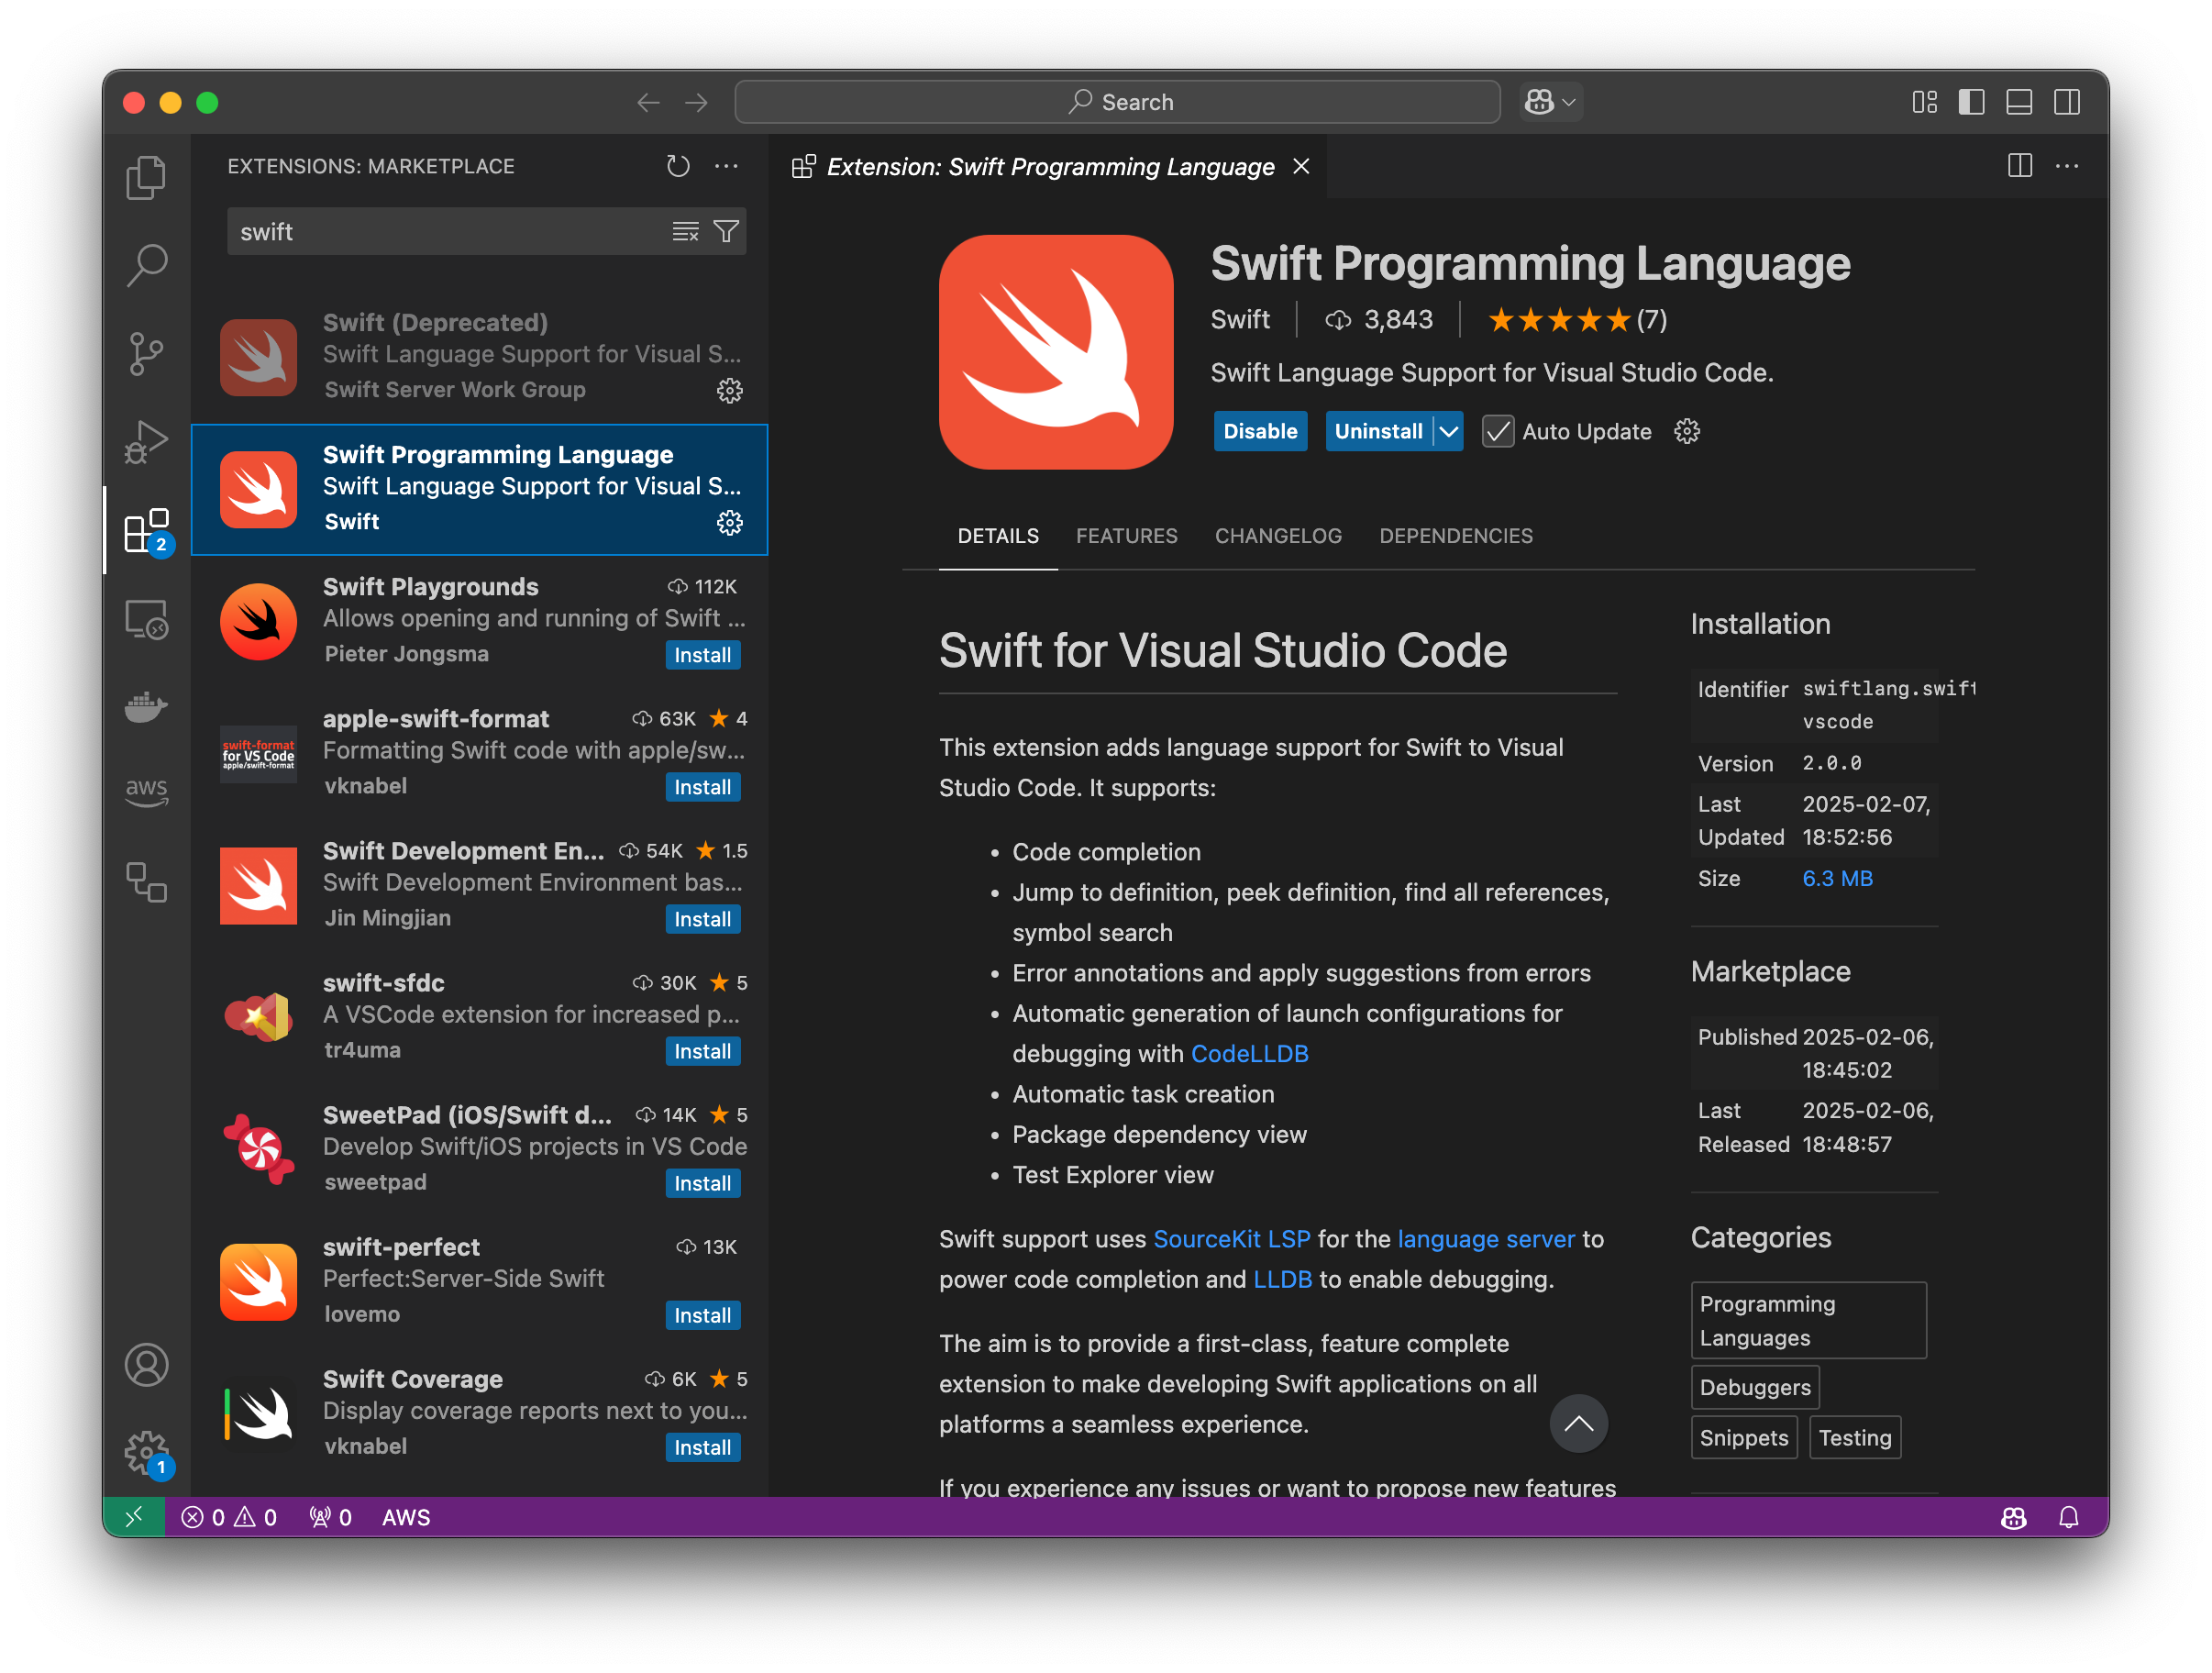 Search
EXTENSIONS: MARKETPLACE
swift
Swift (Deprecated)
Swift Language Support for Visual S...
Swift Server Work Group
Swift Programming Language
Swift Language Support for Visual S...
Swift
Swift Playgrounds 112K
Allows opening and running of Swift ...
Pieter Jongsma Install
apple-swift-format 63K ★ 4
Formatting Swift code with apple/sw...
vknabel Install
swift-format
for VS Code
apple/swift-format
Swift Development En... 54K ★ 1.5
Swift Development Environment bas...
Jin Mingjian Install
swift-sfdc 30K ★ 5
A VSCode extension for increased p...
tr4uma Install
SweetPad (iOS/Swift d... 14K ★ 5
Develop Swift/iOS projects in VS Code
sweetpad Install
swift-perfect 13K
Perfect:Server-Side Swift
lovemo Install
Swift Coverage 6K ★ 5
Display coverage reports next to you...
vknabel Install
2
aws
1
Extension: Swift Programming Language
Swift Programming Language
Swift 3,843 ★★★★★ (7)
Swift Language Support for Visual Studio Code.
Disable Uninstall Auto Update
DETAILS FEATURES CHANGELOG DEPENDENCIES
Swift for Visual Studio Code
This extension adds language support for Swift to Visual
Studio Code. It supports:
• Code completion
• Jump to definition, peek definition, find all references,
symbol search
• Error annotations and apply suggestions from errors
• Automatic generation of launch configurations for
debugging with CodeLLDB
• Automatic task creation
• Package dependency view
• Test Explorer view
Swift support uses SourceKit LSP for the language server to
power code completion and LLDB to enable debugging.
The aim is to provide a first-class, feature complete
extension to make developing Swift applications on all
platforms a seamless experience.
If you experience any issues or want to propose new features
Installation
Identifier swiftlang.swift
vscode
Version 2.0.0
Last 2025-02-07,
Updated 18:52:56
Size 6.3 MB
Marketplace
Published 2025-02-06,
18:45:02
Last 2025-02-06,
Released 18:48:57
Categories
Programming
Languages
Debuggers
Snippets Testing
0 0 0 AWS